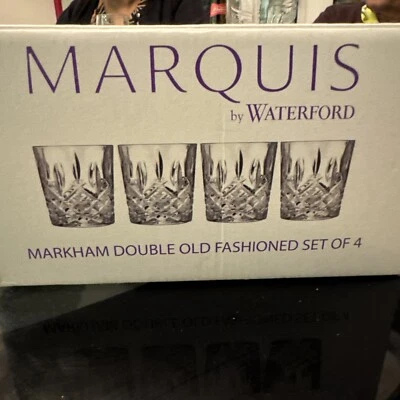 MARQUIS
by WATERFORD
MARKHAM DOUBLE OLD FASHIONED SET OF 4